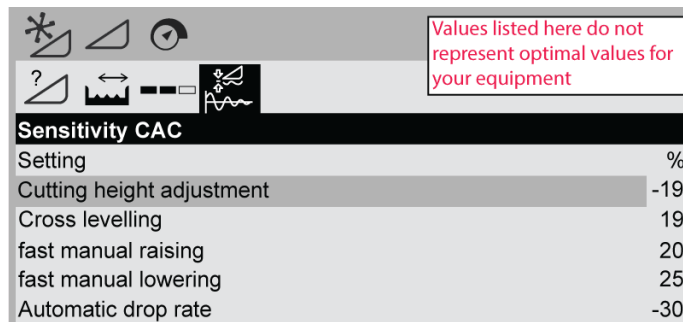 Values listed here do not
represent optimal values for
your equipment
?
Sensitivity CAC
Setting %
Cutting height adjustment -19
Cross levelling 19
fast manual raising 20
fast manual lowering 25
Automatic drop rate -30